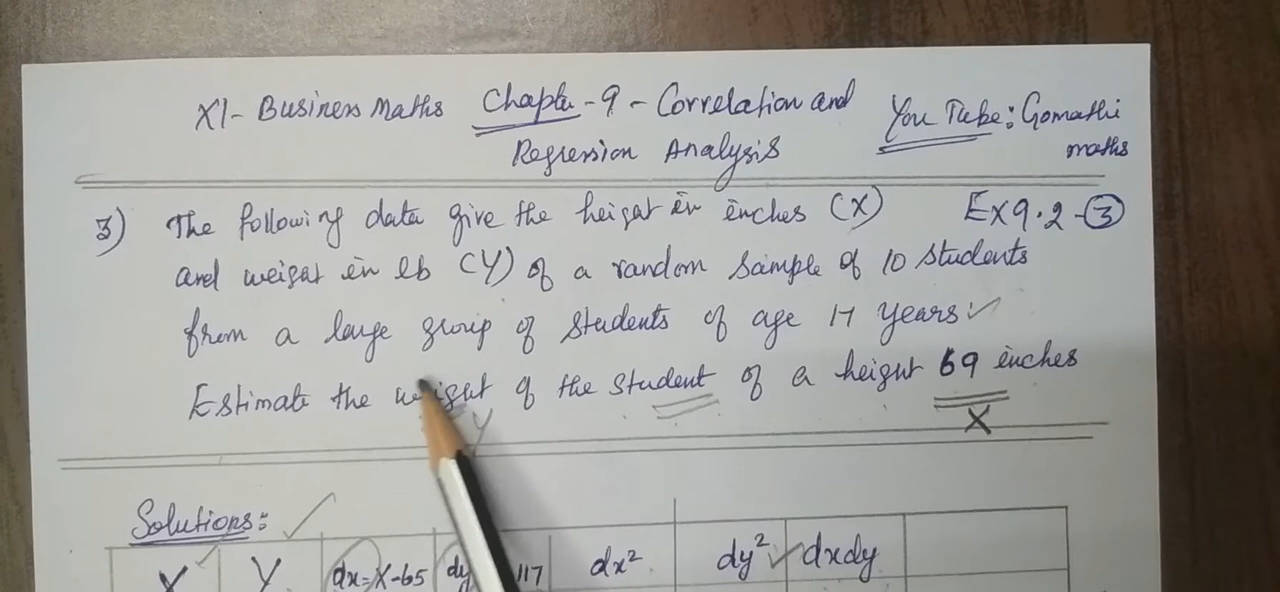 XI- Business Maths Chapter - 9 - Correlation and
Regression Analysis
You Tube: Gomathi
maths
3) The following data give the height in inches (X) Ex 9.2 - 3
and weight in lb (Y) of a random sample of 10 students
from a large group of students of age 17 years
Estimate the weight of the student of a height 69 inches
Y X
Solutions:
X Y dx=X-65 dy 117 dx² dy² dxdy